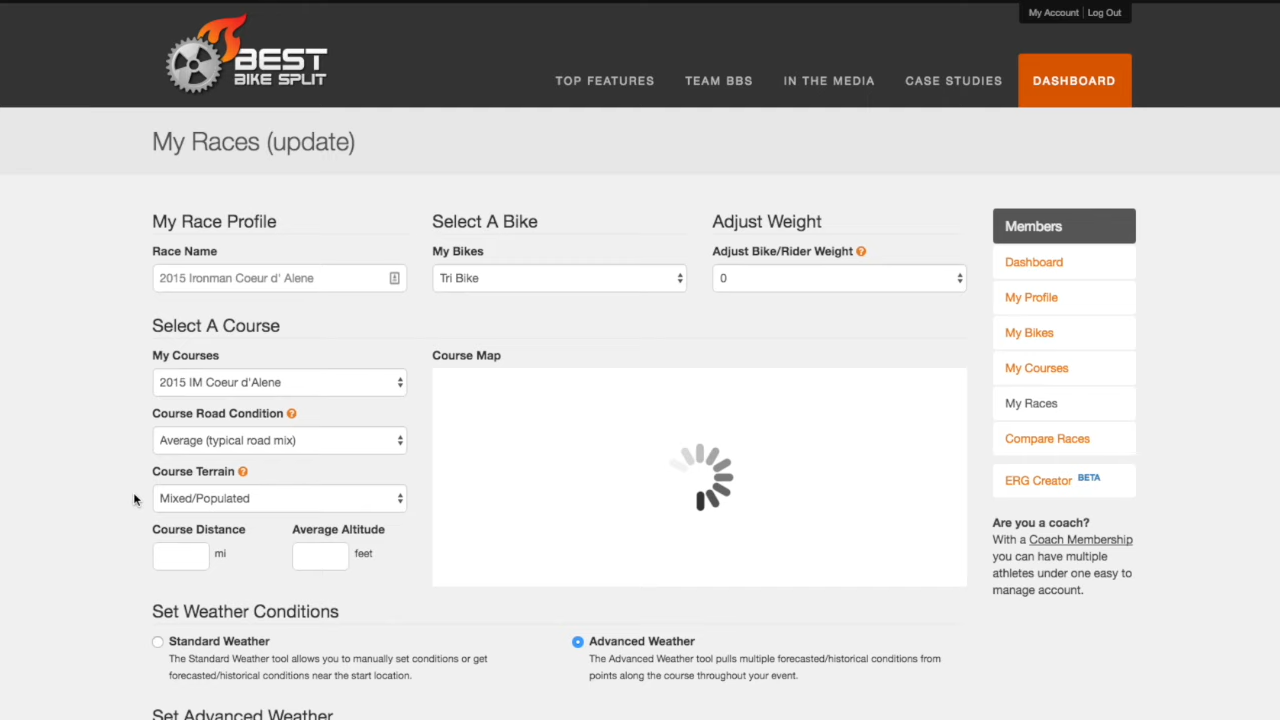 My Account Log Out
BEST
BIKE SPLIT
TOP FEATURES TEAM BBS IN THE MEDIA CASE STUDIES DASHBOARD
My Races (update)
My Race Profile
Race Name
2015 Ironman Coeur d' Alene
Select A Bike
My Bikes
Tri Bike
Adjust Weight
Adjust Bike/Rider Weight ?
0
Select A Course
My Courses
2015 IM Coeur d'Alene
Course Road Condition ?
Average (typical road mix)
Course Terrain ?
Mixed/Populated
Course Distance
mi
Average Altitude
feet
Course Map
Set Weather Conditions
Standard Weather
The Standard Weather tool allows you to manually set conditions or get
forecasted/historical conditions near the start location.
Advanced Weather
The Advanced Weather tool pulls multiple forecasted/historical conditions from
points along the course throughout your event.
Set Advanced Weather
Members
Dashboard
My Profile
My Bikes
My Courses
My Races
Compare Races
ERG Creator BETA
Are you a coach?
With a Coach Membership
you can have multiple
athletes under one easy to
manage account.